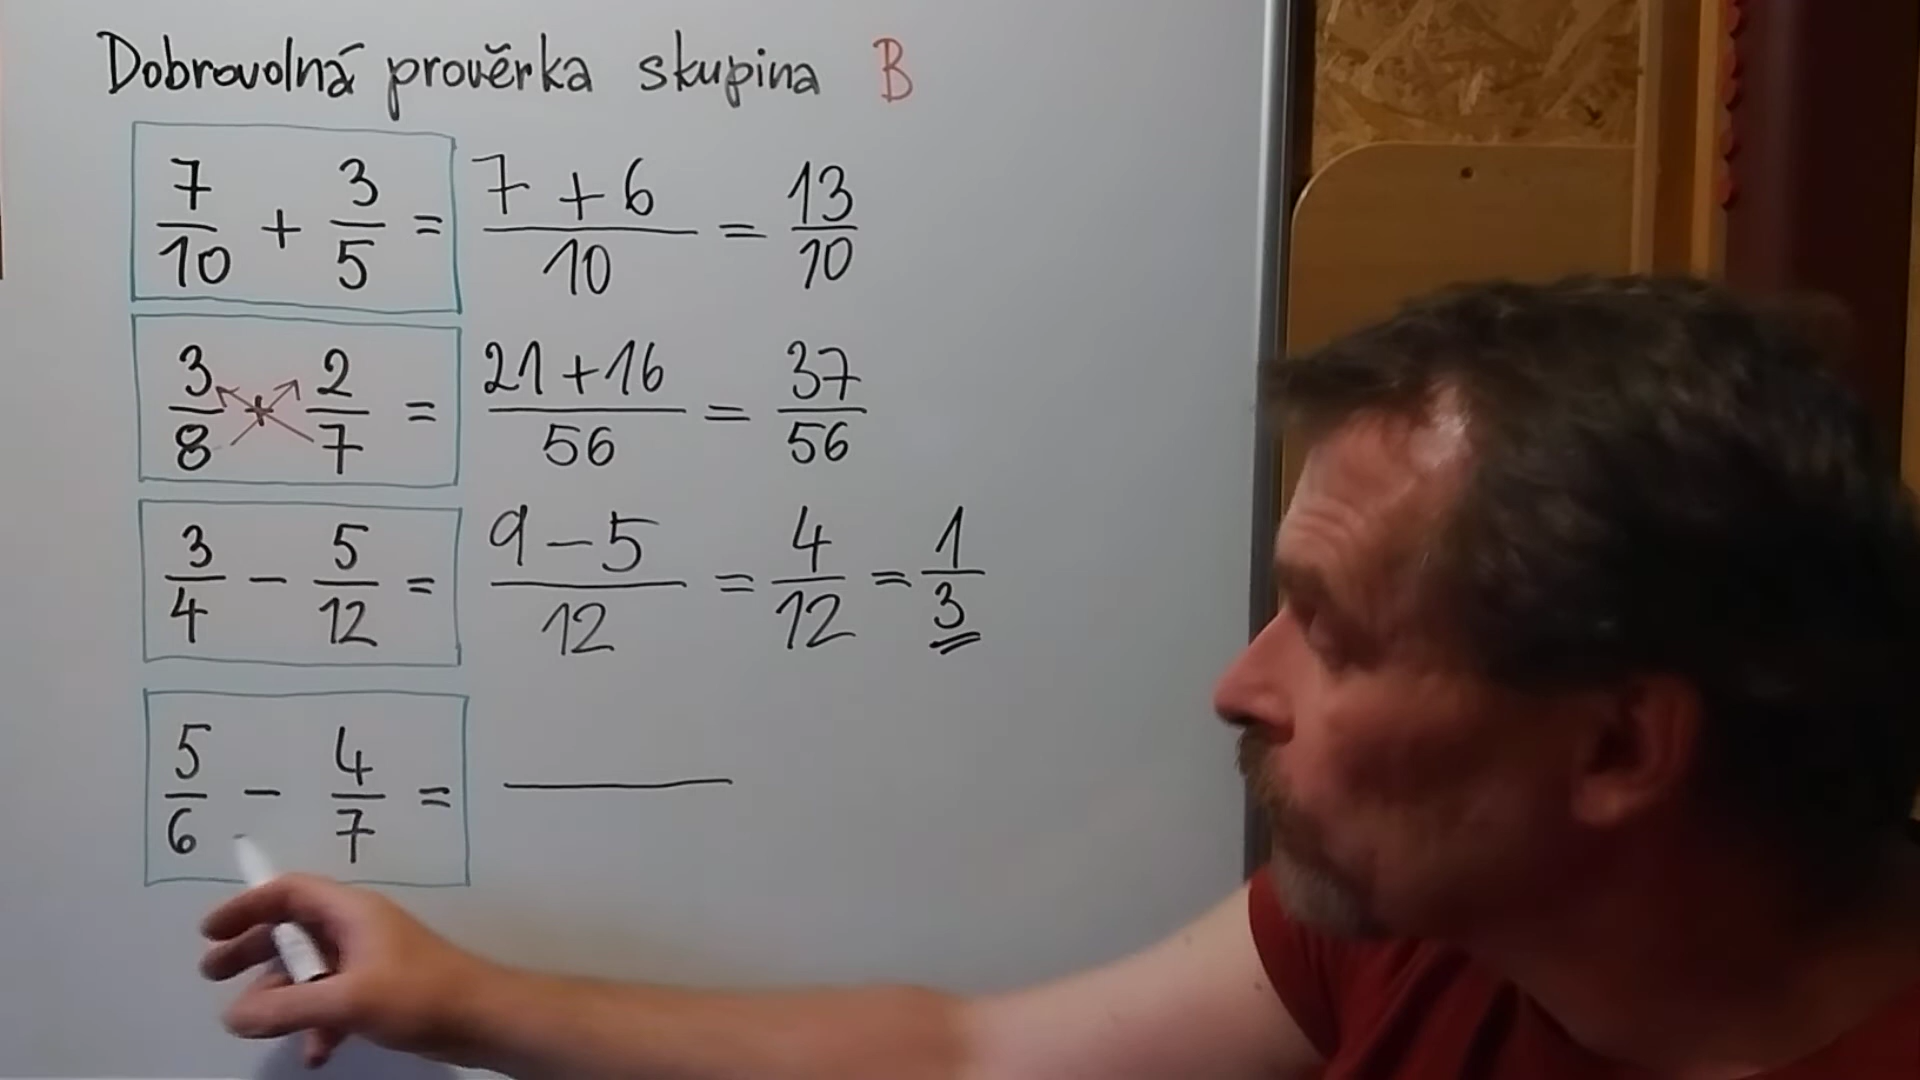 Dobrovolná prověrka skupina B
7/10 + 3/5 = (7 + 6)/10 = 13/10
3/8 + 2/7 = (21 + 16)/56 = 37/56
3/4 - 5/12 = (9 - 5)/12 = 4/12 = 1/3
5/6 - 4/7 =